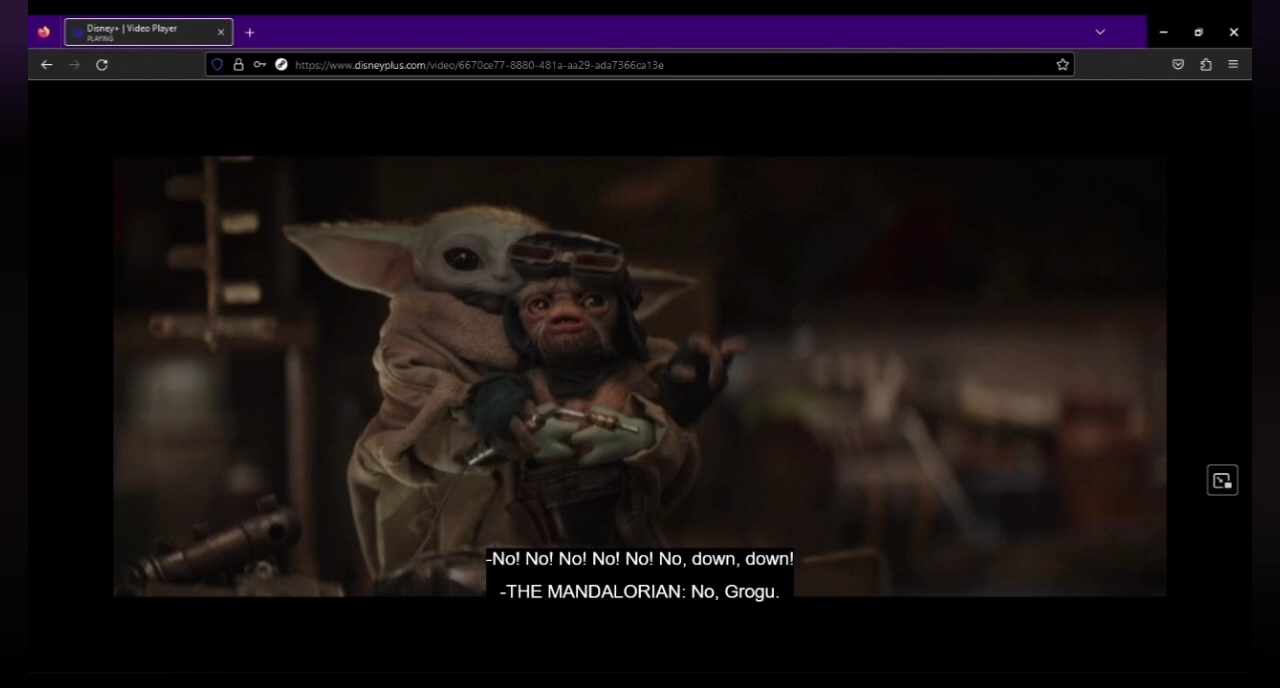 Disney+ | Video Player
PLAYING
https://www.disneyplus.com/video/6670ce77-8880-481a-aa29-ada7366ca13e
-No! No! No! No! No! No, down, down!
-THE MANDALORIAN: No, Grogu.